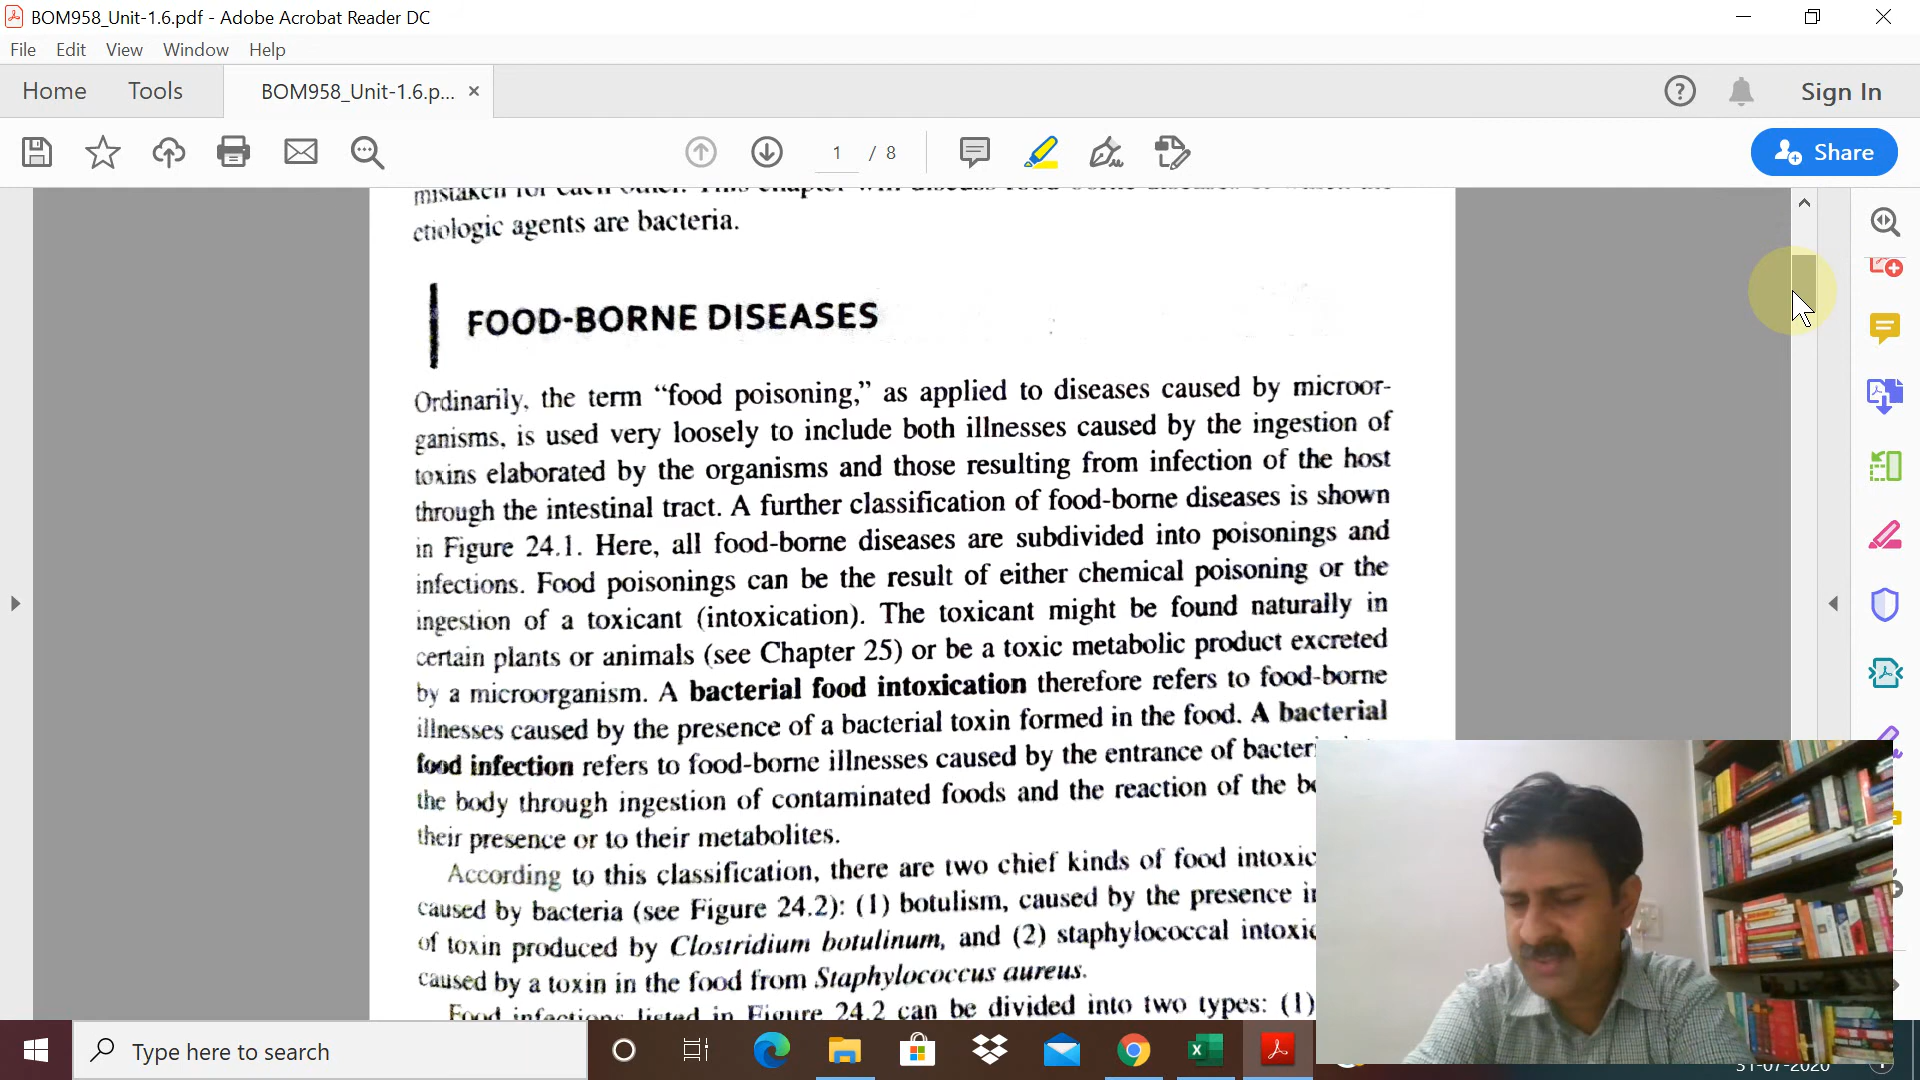 BOM958_Unit-1.6.pdf - Adobe Acrobat Reader DC
File Edit View Window Help
Home Tools BOM958_Unit-1.6.p... × Sign In
1 / 8 Share
etiologic agents are bacteria.
FOOD-BORNE DISEASES
Ordinarily, the term “food poisoning,” as applied to diseases caused by microor-
ganisms, is used very loosely to include both illnesses caused by the ingestion of
toxins elaborated by the organisms and those resulting from infection of the host
through the intestinal tract. A further classification of food-borne diseases is shown
in Figure 24.1. Here, all food-borne diseases are subdivided into poisonings and
infections. Food poisonings can be the result of either chemical poisoning or the
ingestion of a toxicant (intoxication). The toxicant might be found naturally in
certain plants or animals (see Chapter 25) or be a toxic metabolic product excreted
by a microorganism. A bacterial food intoxication therefore refers to food-borne
illnesses caused by the presence of a bacterial toxin formed in the food. A bacterial
food infection refers to food-borne illnesses caused by the entrance of
the body through ingestion of contaminated foods and the reaction of the
their presence or to their metabolites.
According to this classification, there are two chief kinds of food
caused by bacteria (see Figure 24.2): (1) botulism, caused by the presence
of toxin produced by Clostridium botulinum, and (2) staphylococcal
caused by a toxin in the food from Staphylococcus aureus.
Food infections listed in Figure 24.2 can be divided into two types: (1)
Type here to search
31-07-2020